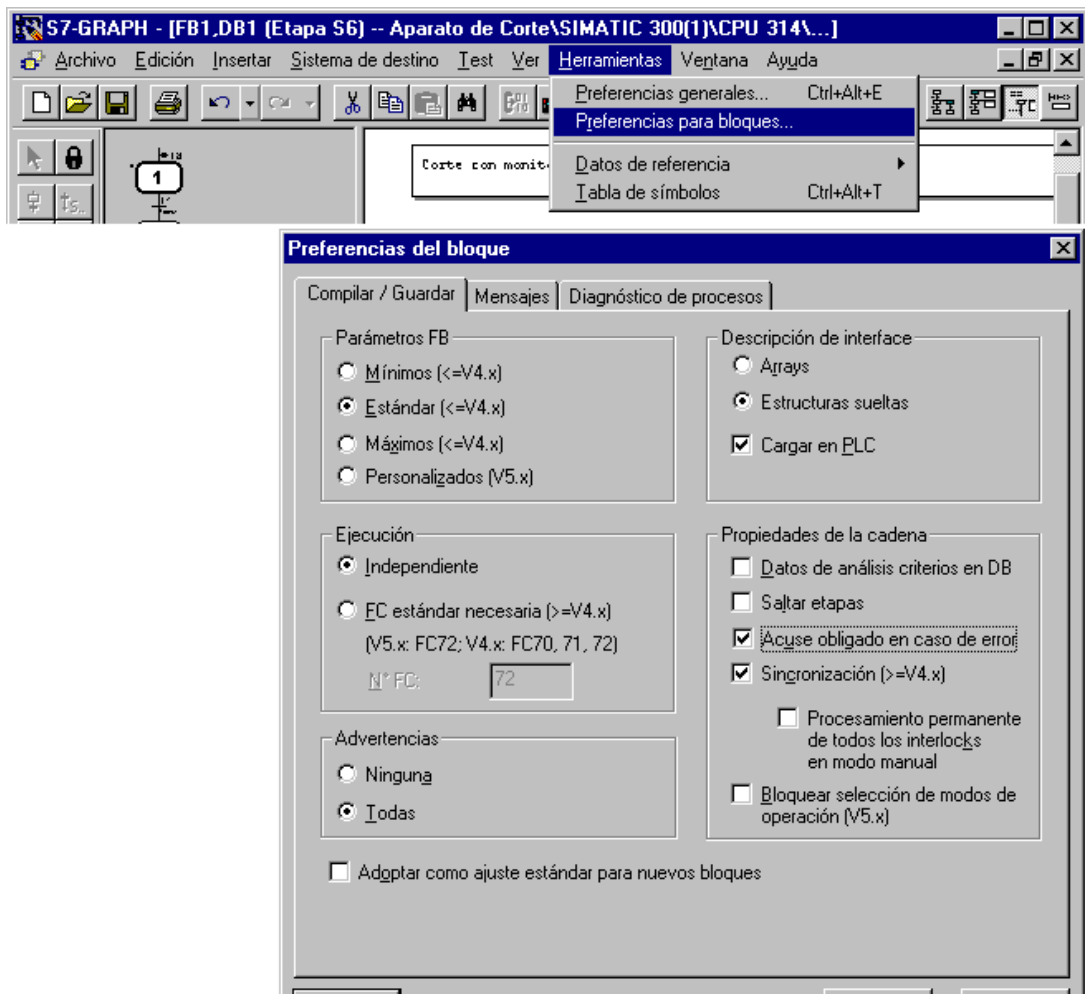 S7-GRAPH - [FB1,DB1 (Etapa S6) -- Aparato de Corte\SIMATIC 300(1)\CPU 314\...]
Archivo Edición Insertar Sistema de destino Test Ver Herramientas Ventana Ayuda
Preferencias generales... Ctrl+Alt+E
Preferencias para bloques...
Datos de referencia
Tabla de símbolos Ctrl+Alt+T
1
Corte con monit
Preferencias del bloque
Compilar / Guardar Mensajes Diagnóstico de procesos
Parámetros FB
Mínimos (<=V4.x)
Estándar (<=V4.x)
Máximos (<=V4.x)
Personalizados (V5.x)
Descripción de interface
Arrays
Estructuras sueltas
Cargar en PLC
Ejecución
Independiente
FC estándar necesaria (>=V4.x)
(V5.x: FC72; V4.x: FC70, 71, 72)
N° FC: 72
Propiedades de la cadena
Datos de análisis criterios en DB
Saltar etapas
Acuse obligado en caso de error
Sincronización (>=V4.x)
Procesamiento permanente
de todos los interlocks
en modo manual
Bloquear selección de modos de
operación (V5.x)
Advertencias
Ninguna
Todas
Adoptar como ajuste estándar para nuevos bloques